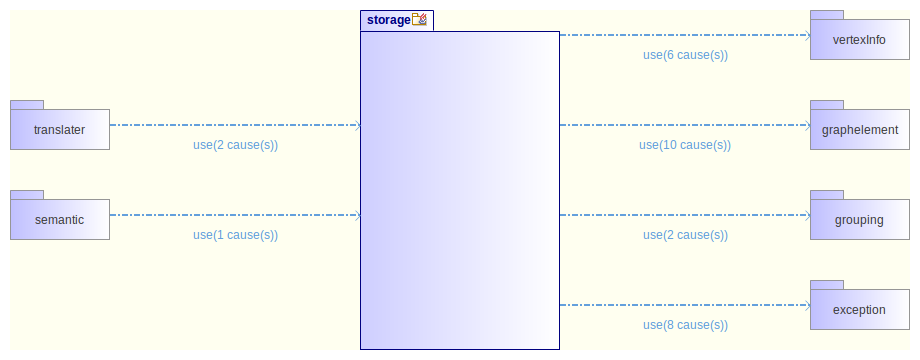 storage
vertexInfo
use(6 cause(s))
translater
use(2 cause(s))
graphelement
use(10 cause(s))
semantic
use(1 cause(s))
grouping
use(2 cause(s))
exception
use(8 cause(s))